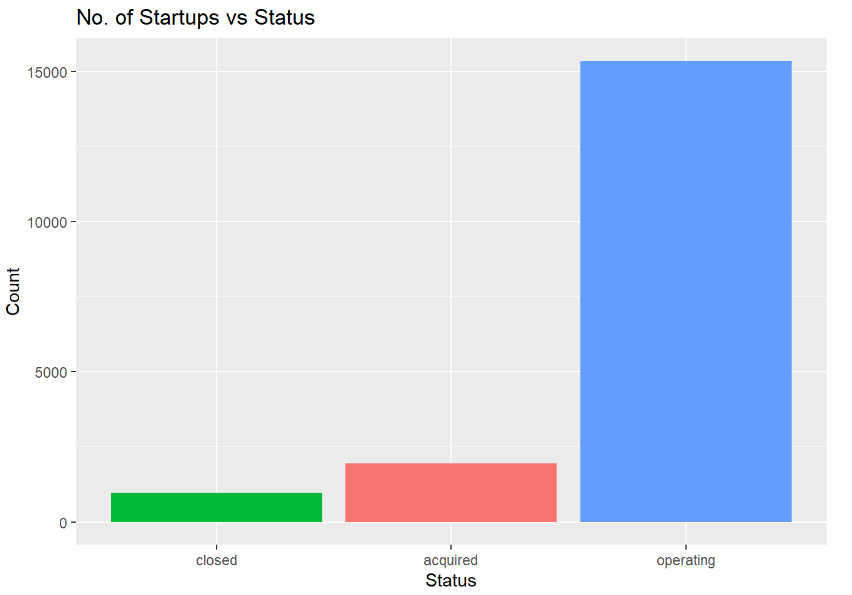 No. of Startups vs Status
15000
10000
5000
0
Count
closed acquired operating
Status